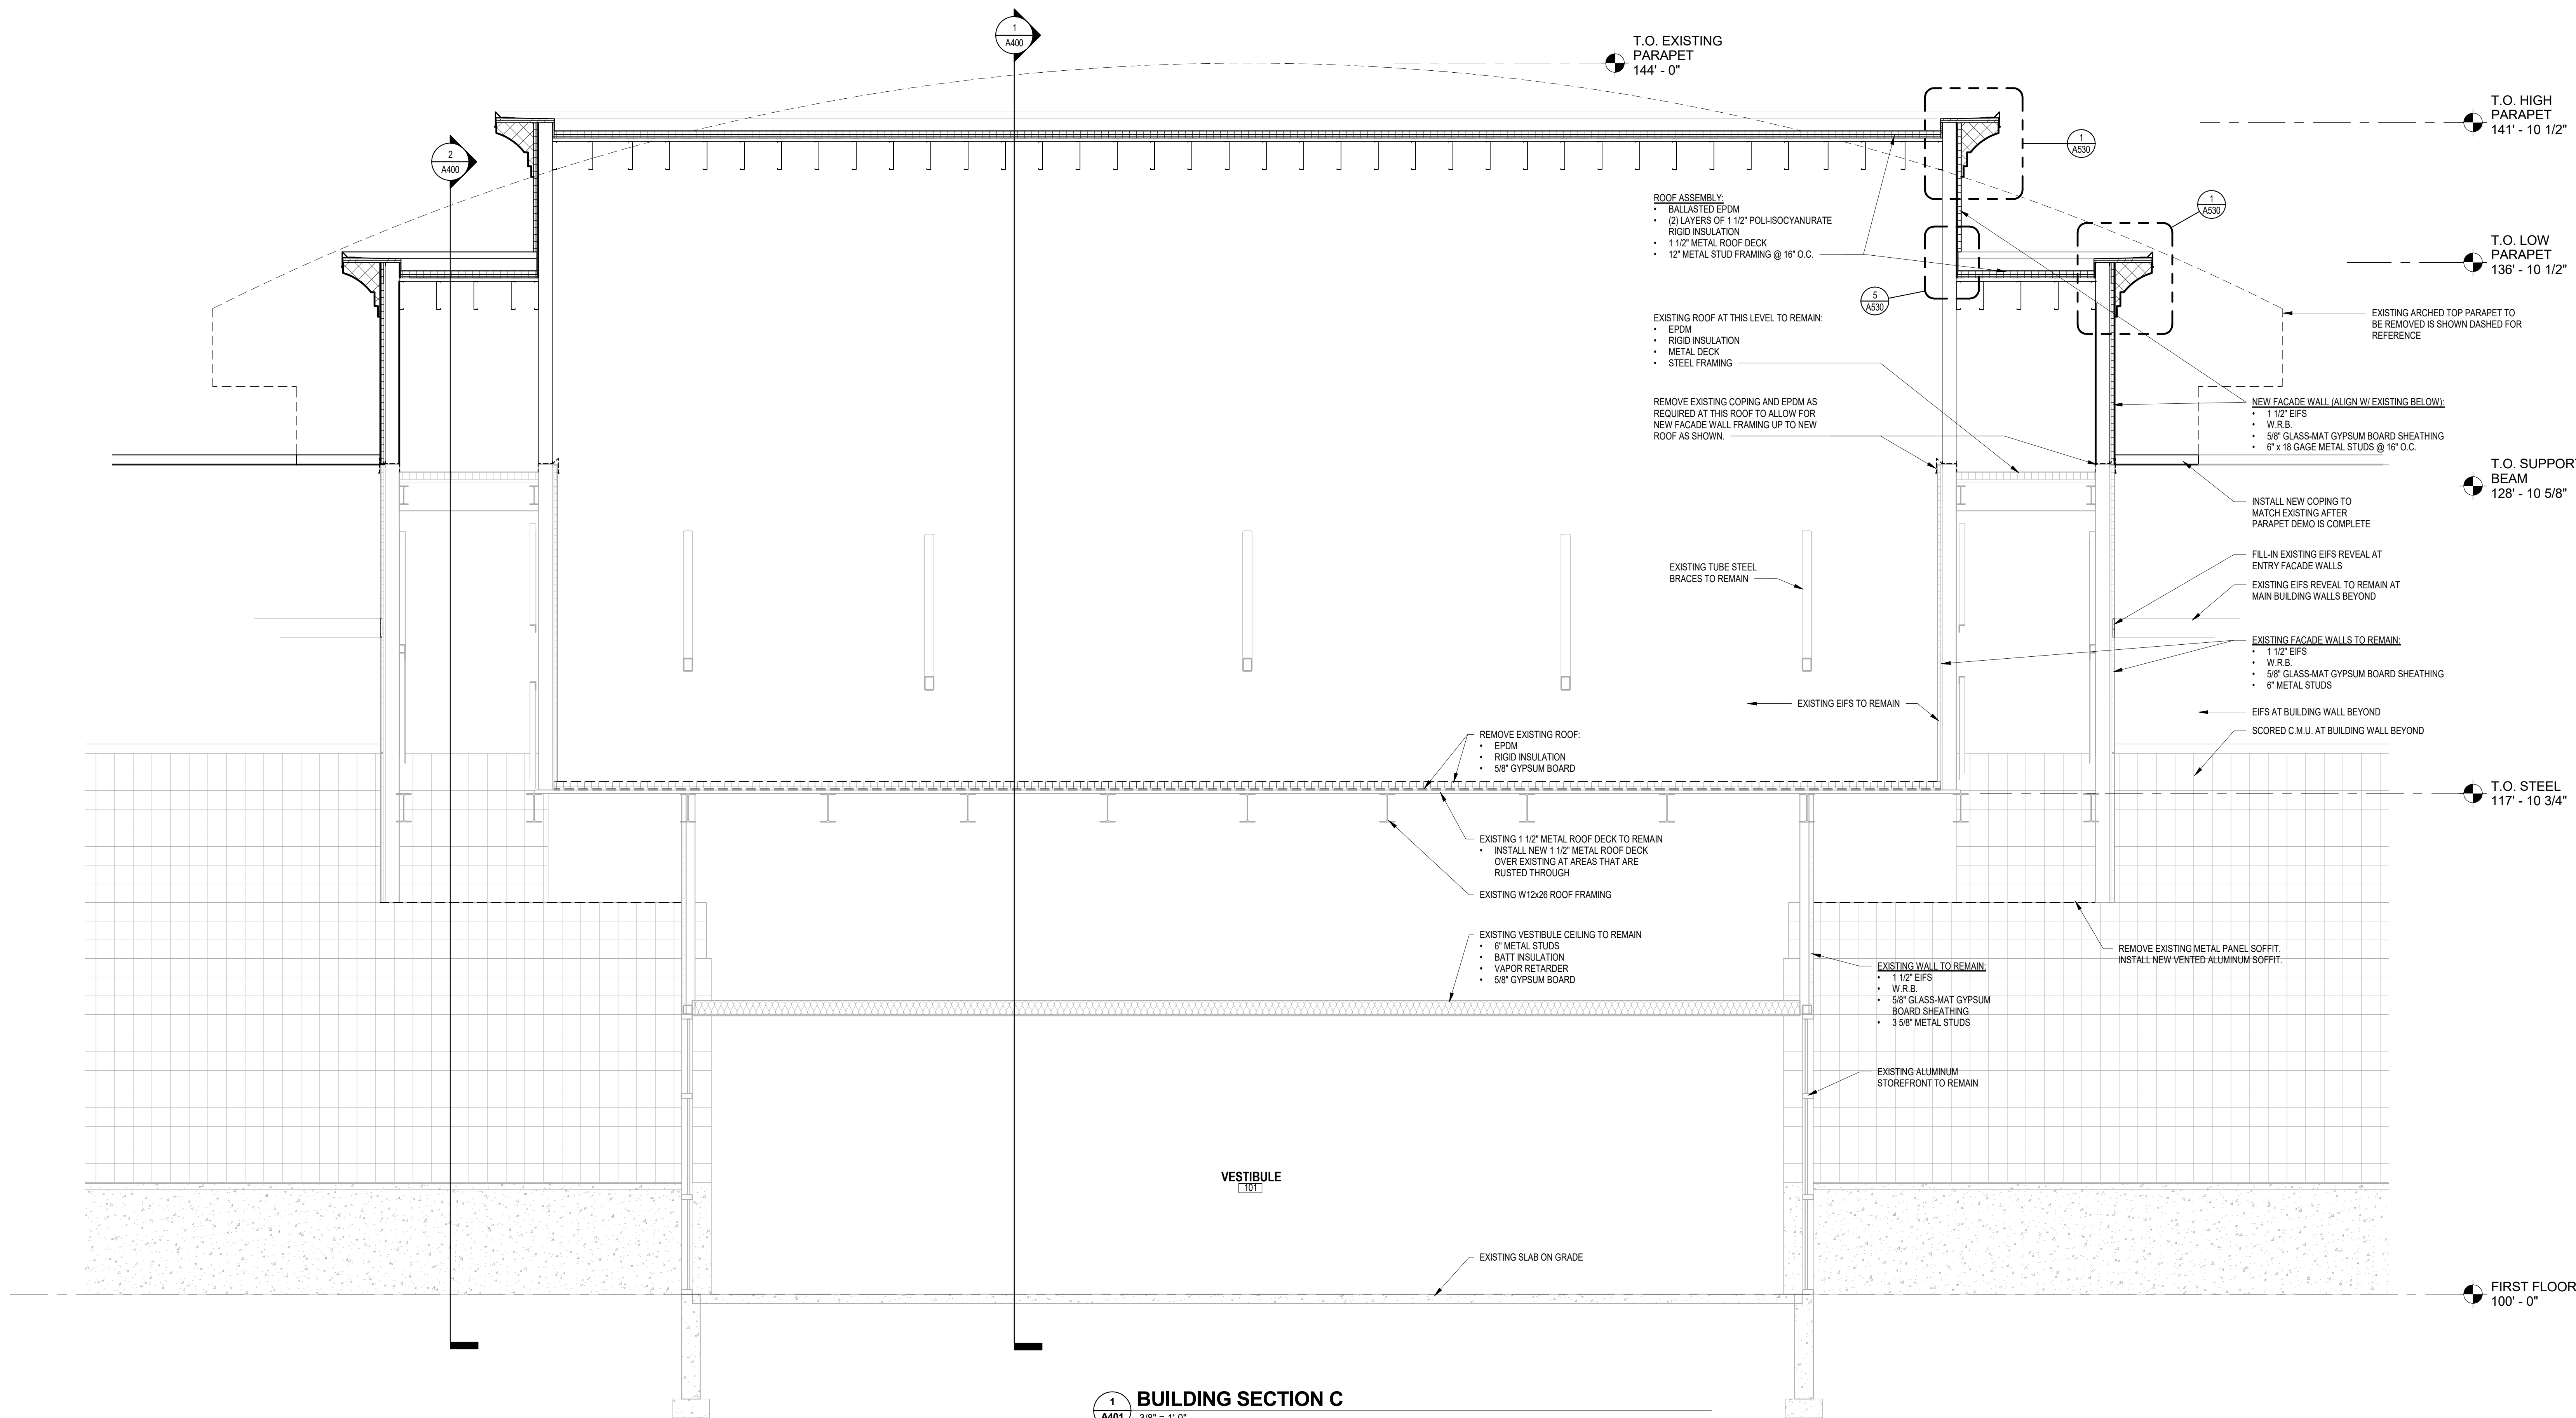 1
A400
T.O. EXISTING
PARAPET
144' - 0"
T.O. HIGH
PARAPET
141' - 10 1/2"
2
A400
1
A530
ROOF ASSEMBLY:
• BALLASTED EPDM
• (2) LAYERS OF 1 1/2" POLI-ISOCYANURATE
RIGID INSULATION
• 1 1/2" METAL ROOF DECK
• 12" METAL STUD FRAMING @ 16" O.C.
1
A530
T.O. LOW
PARAPET
136' - 10 1/2"
5
A530
EXISTING ROOF AT THIS LEVEL TO REMAIN:
• EPDM
• RIGID INSULATION
• METAL DECK
• STEEL FRAMING
EXISTING ARCHED TOP PARAPET TO
BE REMOVED IS SHOWN DASHED FOR
REFERENCE
REMOVE EXISTING COPING AND EPDM AS
REQUIRED AT THIS ROOF TO ALLOW FOR
NEW FACADE WALL FRAMING UP TO NEW
ROOF AS SHOWN.
NEW FACADE WALL (ALIGN W/ EXISTING BELOW):
• 1 1/2" EIFS
• W.R.B.
• 5/8" GLASS-MAT GYPSUM BOARD SHEATHING
• 6" x 18 GAGE METAL STUDS @ 16" O.C.
T.O. SUPPORT
BEAM
128' - 10 5/8"
INSTALL NEW COPING TO
MATCH EXISTING AFTER
PARAPET DEMO IS COMPLETE
FILL-IN EXISTING EIFS REVEAL AT
ENTRY FACADE WALLS
EXISTING TUBE STEEL
BRACES TO REMAIN
EXISTING EIFS REVEAL TO REMAIN AT
MAIN BUILDING WALLS BEYOND
EXISTING FACADE WALLS TO REMAIN:
• 1 1/2" EIFS
• W.R.B.
• 5/8" GLASS-MAT GYPSUM BOARD SHEATHING
• 6" METAL STUDS
EXISTING EIFS TO REMAIN
EIFS AT BUILDING WALL BEYOND
SCORED C.M.U. AT BUILDING WALL BEYOND
REMOVE EXISTING ROOF:
• EPDM
• RIGID INSULATION
• 5/8" GYPSUM BOARD
T.O. STEEL
117' - 10 3/4"
EXISTING 1 1/2" METAL ROOF DECK TO REMAIN
• INSTALL NEW 1 1/2" METAL ROOF DECK
OVER EXISTING AT AREAS THAT ARE
RUSTED THROUGH
EXISTING W12x26 ROOF FRAMING
EXISTING VESTIBULE CEILING TO REMAIN
• 6" METAL STUDS
• BATT INSULATION
• VAPOR RETARDER
• 5/8" GYPSUM BOARD
REMOVE EXISTING METAL PANEL SOFFIT.
INSTALL NEW VENTED ALUMINUM SOFFIT.
EXISTING WALL TO REMAIN:
• 1 1/2" EIFS
• W.R.B.
• 5/8" GLASS-MAT GYPSUM
BOARD SHEATHING
• 3 5/8" METAL STUDS
EXISTING ALUMINUM
STOREFRONT TO REMAIN
VESTIBULE
101
EXISTING SLAB ON GRADE
FIRST FLOOR
100' - 0"
1
A401
BUILDING SECTION C
3/8" = 1'-0"